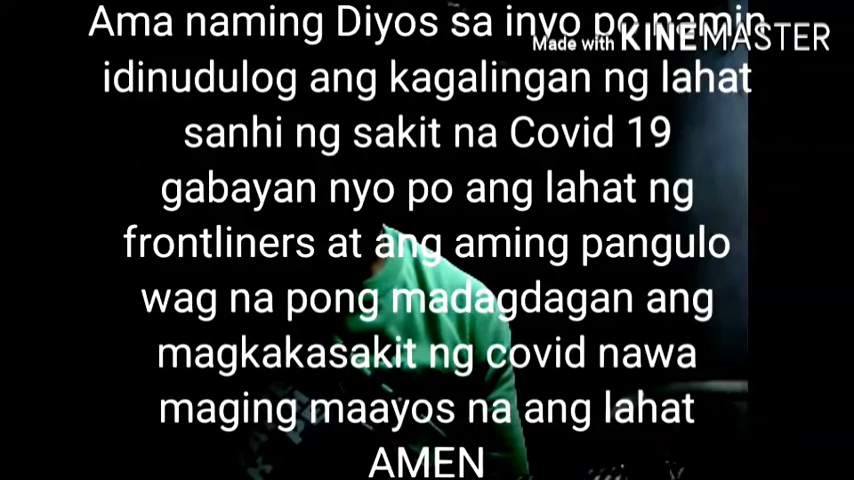 Ama naming Diyos sa inyo po namin
Made with KINEMASTER
idinudulog ang kagalingan ng lahat
sanhi ng sakit na Covid 19
gabayan nyo po ang lahat ng
frontliners at ang aming pangulo
wag na pong madagdagan ang
magkakasakit ng covid nawa
maging maayos na ang lahat
AMEN